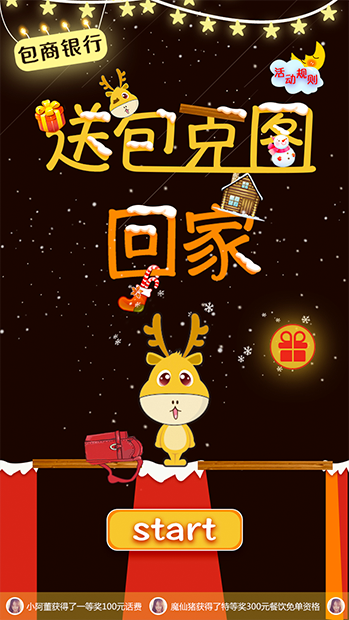 包商银行
活动规则
送包克图
回家
start
小阿董获得了一等奖100元话费
魔仙猪获得了特等奖300元餐饮免单资格